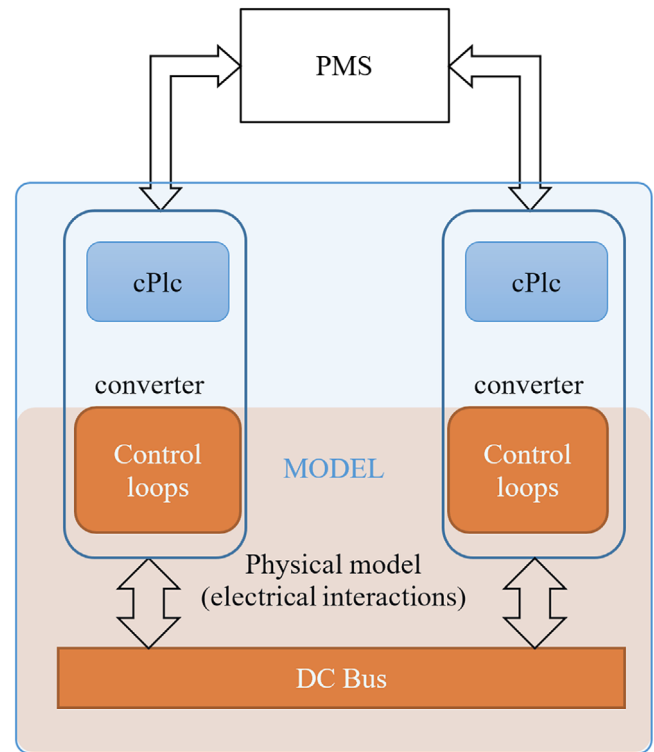 PMS
cPlc
cPlc
converter
converter
Control
loops
MODEL
Control
loops
Physical model
(electrical interactions)
DC Bus